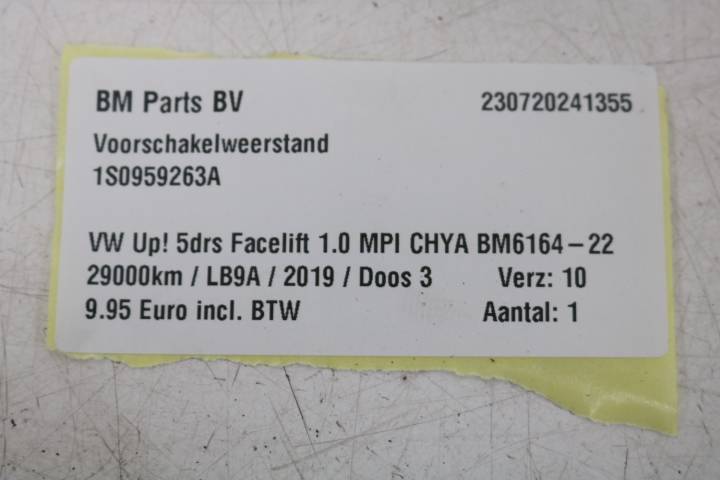 BM Parts BV 230720241355
Voorschakelweerstand
1S0959263A
VW Up! 5drs Facelift 1.0 MPI CHYA BM6164-22
29000km / LB9A / 2019 / Doos 3 Verz: 10
9.95 Euro incl. BTW Aantal: 1